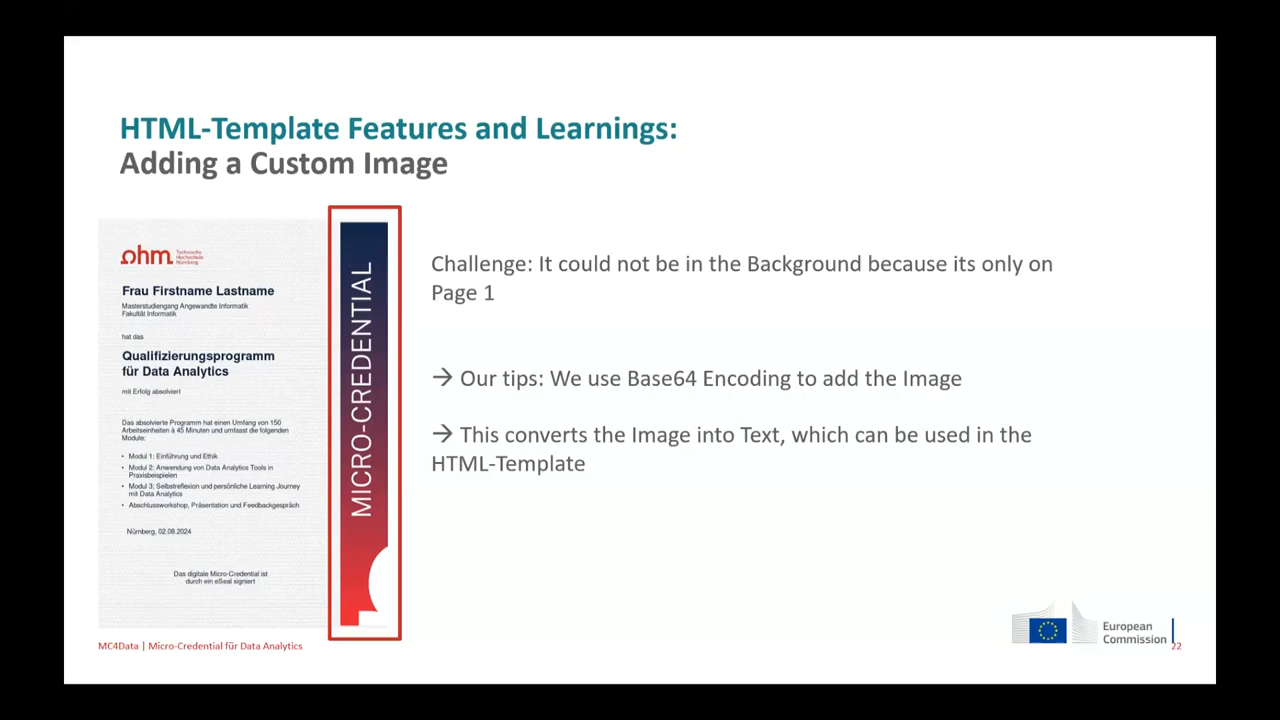 HTML-Template Features and Learnings:
Adding a Custom Image
ohm
Technische
Hochschule
Nürnberg
Frau Firstname Lastname
Masterstudiengang Angewandte Informatik
Fakultät Informatik
hat das
Qualifizierungsprogramm
für Data Analytics
mit Erfolg absolviert
Das absolvierte Programm hat einen Umfang von 150
Arbeitseinheiten à 45 Minuten und umfasst die folgenden
Module:
• Modul 1: Einführung und Ethik
• Modul 2: Anwendung von Data Analytics Tools in
Praxisbeispielen
• Modul 3: Selbstreflexion und persönliche Learning Journey
mit Data Analytics
• Abschlussworkshop, Präsentation und Feedbackgespräch
Nürnberg, 02.08.2024
Das digitale Micro-Credential ist
durch ein eSeal signiert
MICRO-CREDENTIAL
Challenge: It could not be in the Background because its only on
Page 1
→ Our tips: We use Base64 Encoding to add the Image
→ This converts the Image into Text, which can be used in the
HTML-Template
MC4Data | Micro-Credential für Data Analytics
European
Commission
22